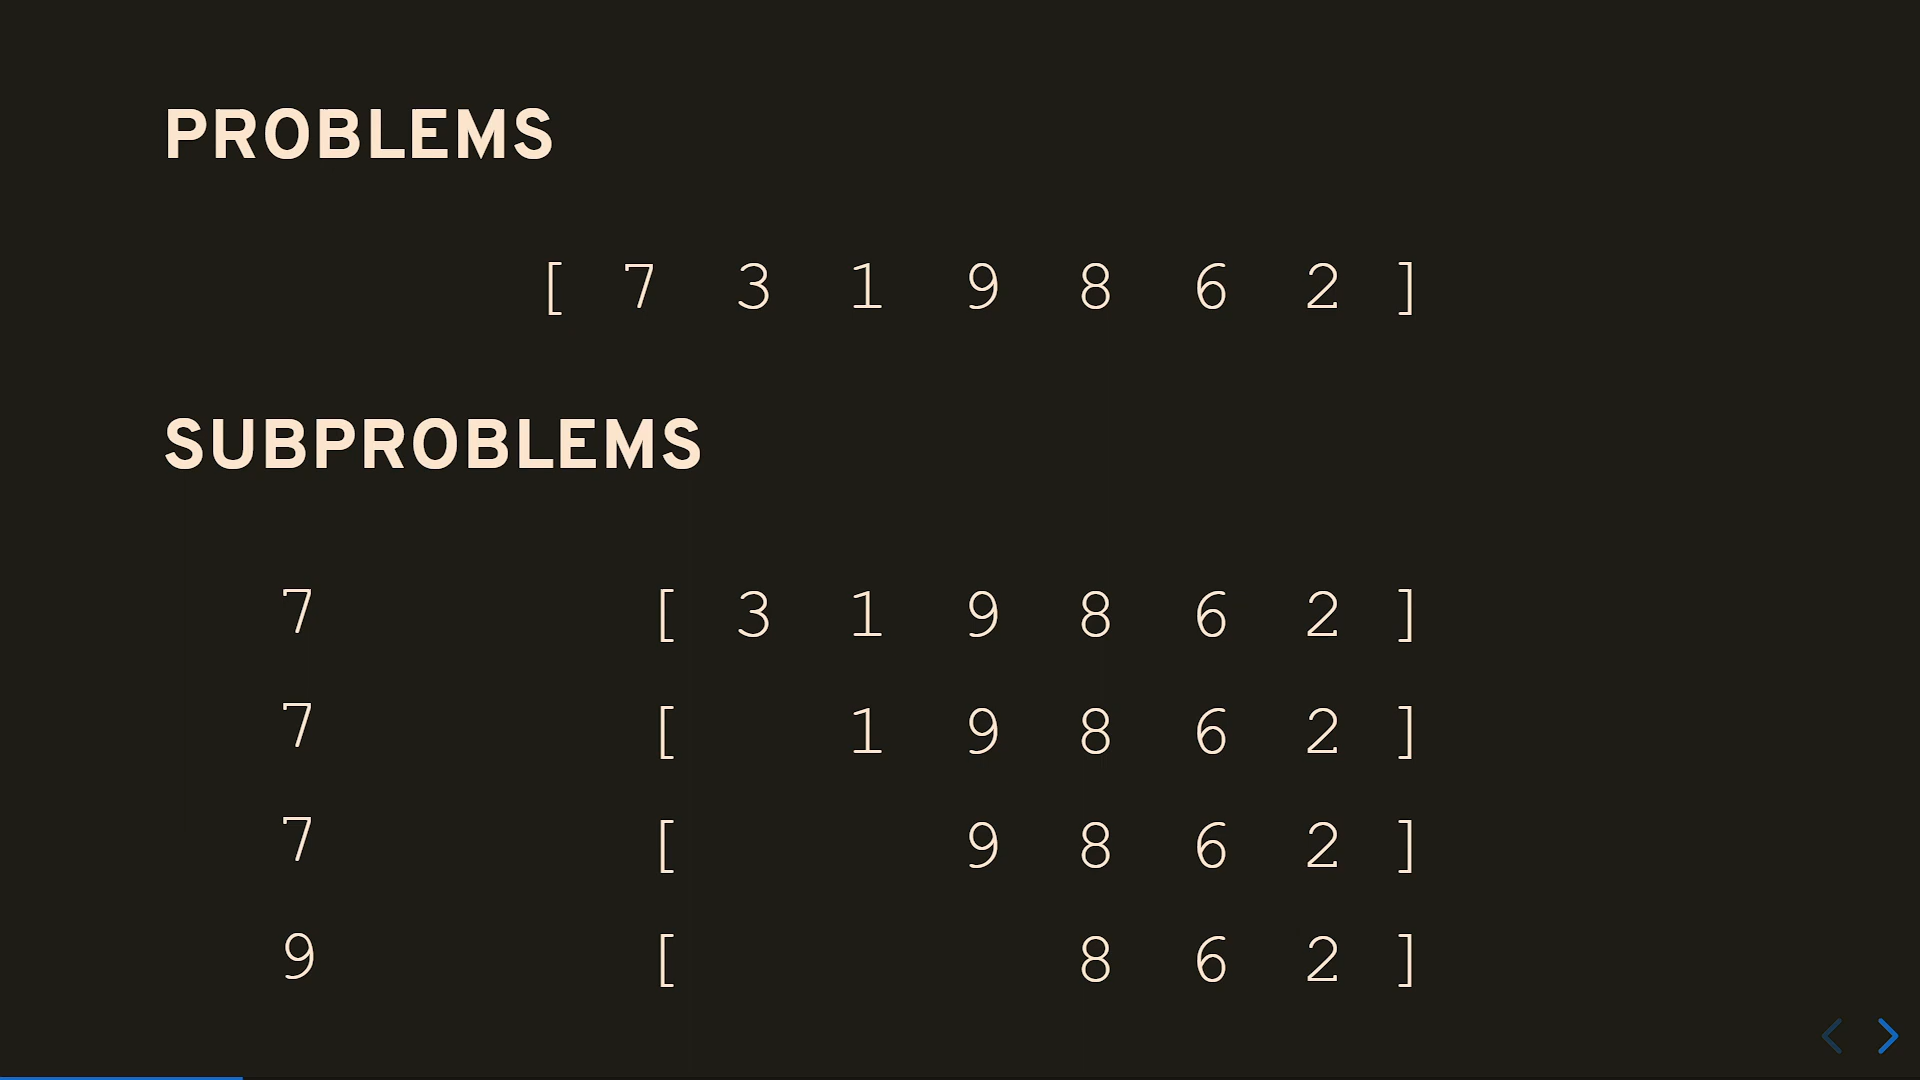 PROBLEMS
[ 7 3 1 9 8 6 2 ]
SUBPROBLEMS
7 [ 3 1 9 8 6 2 ]
7 [ 1 9 8 6 2 ]
7 [ 9 8 6 2 ]
9 [ 8 6 2 ]